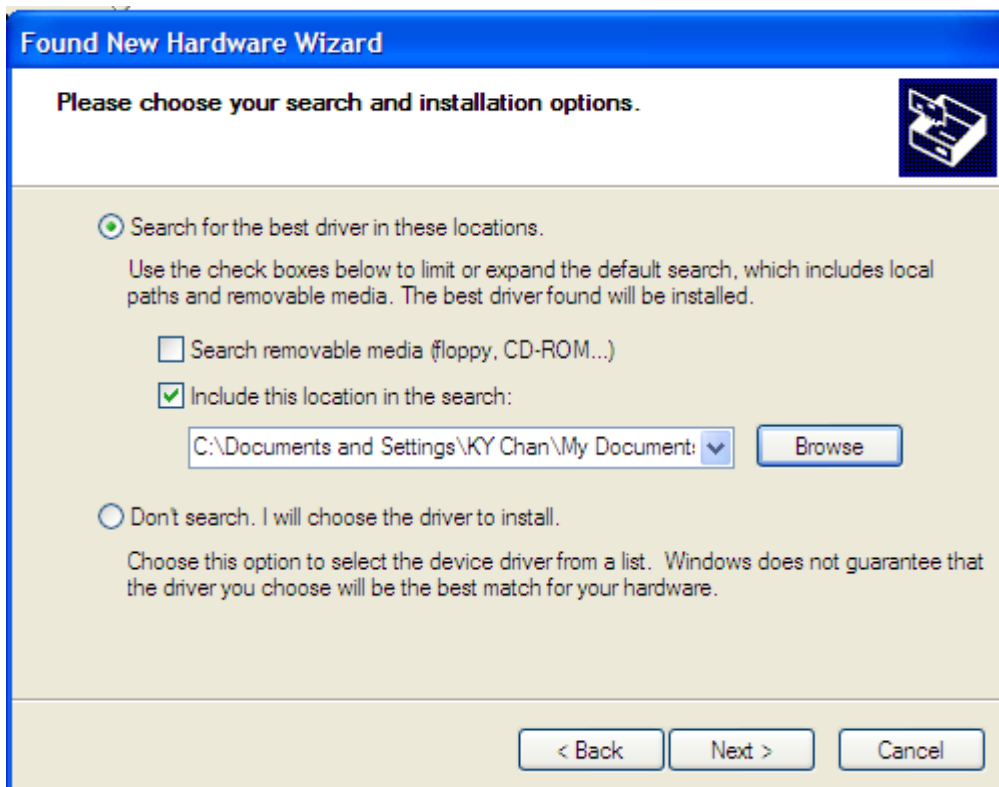 Found New Hardware Wizard
Please choose your search and installation options.
Search for the best driver in these locations.
Use the check boxes below to limit or expand the default search, which includes local
paths and removable media. The best driver found will be installed.
Search removable media (floppy, CD-ROM...)
Include this location in the search:
C:\Documents and Settings\KY Chan\My Document
Browse
Don't search. I will choose the driver to install.
Choose this option to select the device driver from a list. Windows does not guarantee that
the driver you choose will be the best match for your hardware.
< Back
Next >
Cancel